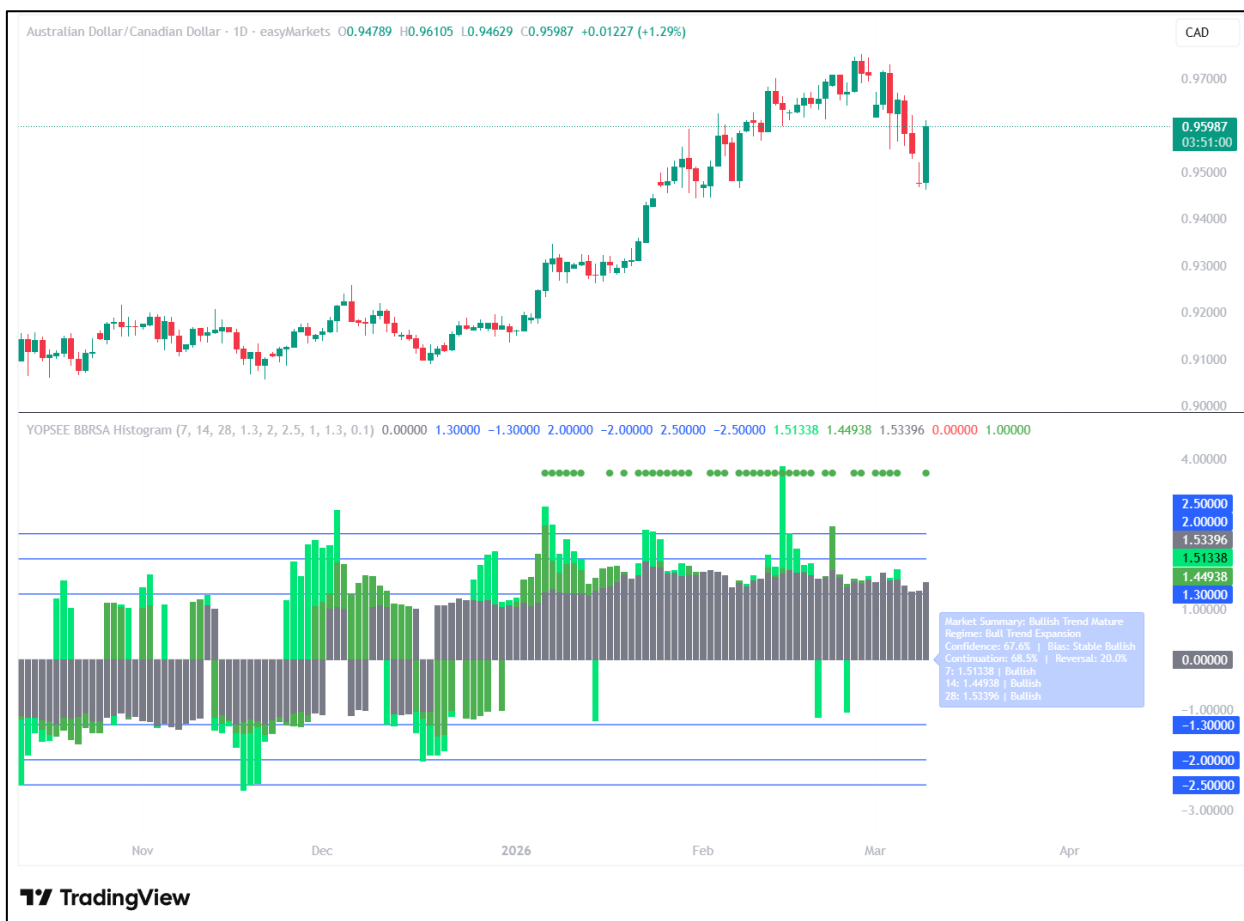 Australian Dollar/Canadian Dollar · 1D · easyMarkets O0.94789 H0.96105 L0.94629 C0.95987 +0.01227 (+1.29%)
CAD
0.97000
0.95987
03:51:00
0.95000
0.94000
0.93000
0.92000
0.91000
0.90000
YOPSEE BBRSA Histogram (7, 14, 28, 1.3, 2, 2.5, 1, 1.3, 0.1) 0.00000 1.30000 −1.30000 2.00000 −2.00000 2.50000 −2.50000 1.51338 1.44938 1.53396 0.00000 1.00000
4.00000
2.50000
2.00000
1.53396
1.51338
1.44938
1.30000
1.00000
Market Summary: Bullish Trend Mature
Regime: Bull Trend Expansion
Confidence: 67.6% | Bias: Stable Bullish
Continuation: 68.5% | Reversal: 20.0%
7: 1.51338 | Bullish
14: 1.44938 | Bullish
28: 1.53396 | Bullish
0.00000
−1.00000
−1.30000
−2.00000
−2.50000
−3.00000
Nov Dec 2026 Feb Mar Apr
TradingView